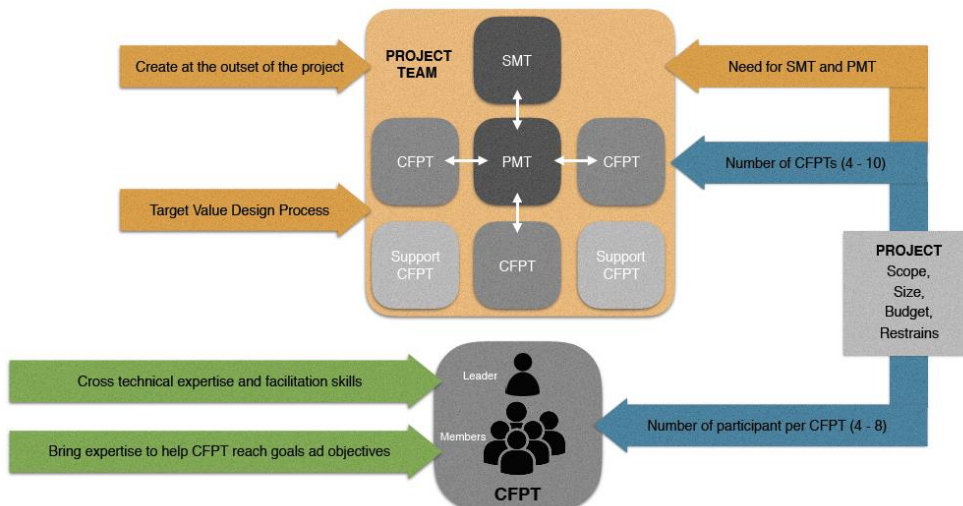 Create at the outset of the project
PROJECT
TEAM
SMT
Need for SMT and PMT
CFPT
PMT
CFPT
Number of CFPTs (4 - 10)
Target Value Design Process
Support
CFPT
CFPT
Support
CFPT
PROJECT
Scope,
Size,
Budget,
Restrains
Cross technical expertise and facilitation skills
Leader
Number of participant per CFPT (4 - 8)
Members
Bring expertise to help CFPT reach goals ad objectives
CFPT